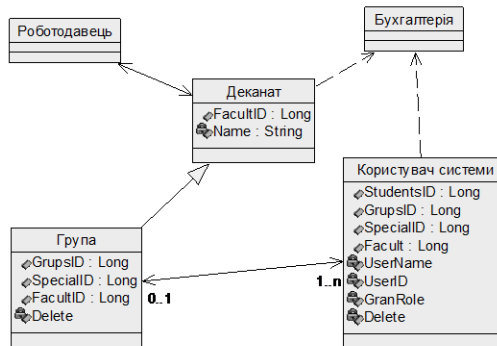 Роботодавець
Бухгалтерія
Деканат
FacultID : Long
Name : String
Користувач системи
StudentsID : Long
GrupsID : Long
SpecialID : Long
Facult : Long
UserName
UserID
GranRole
Delete
Група
GrupsID : Long
SpecialID : Long
FacultID : Long
Delete
0..1
1..n